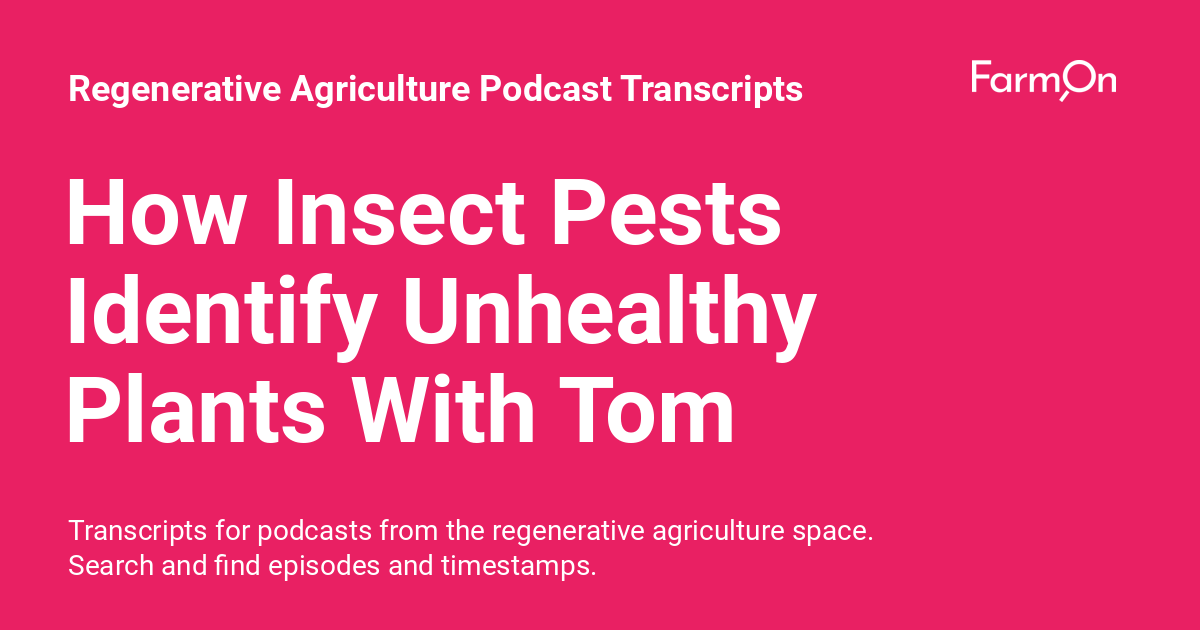 Regenerative Agriculture Podcast Transcripts
FarmOn
How Insect Pests
Identify Unhealthy
Plants With Tom
Transcripts for podcasts from the regenerative agriculture space.
Search and find episodes and timestamps.